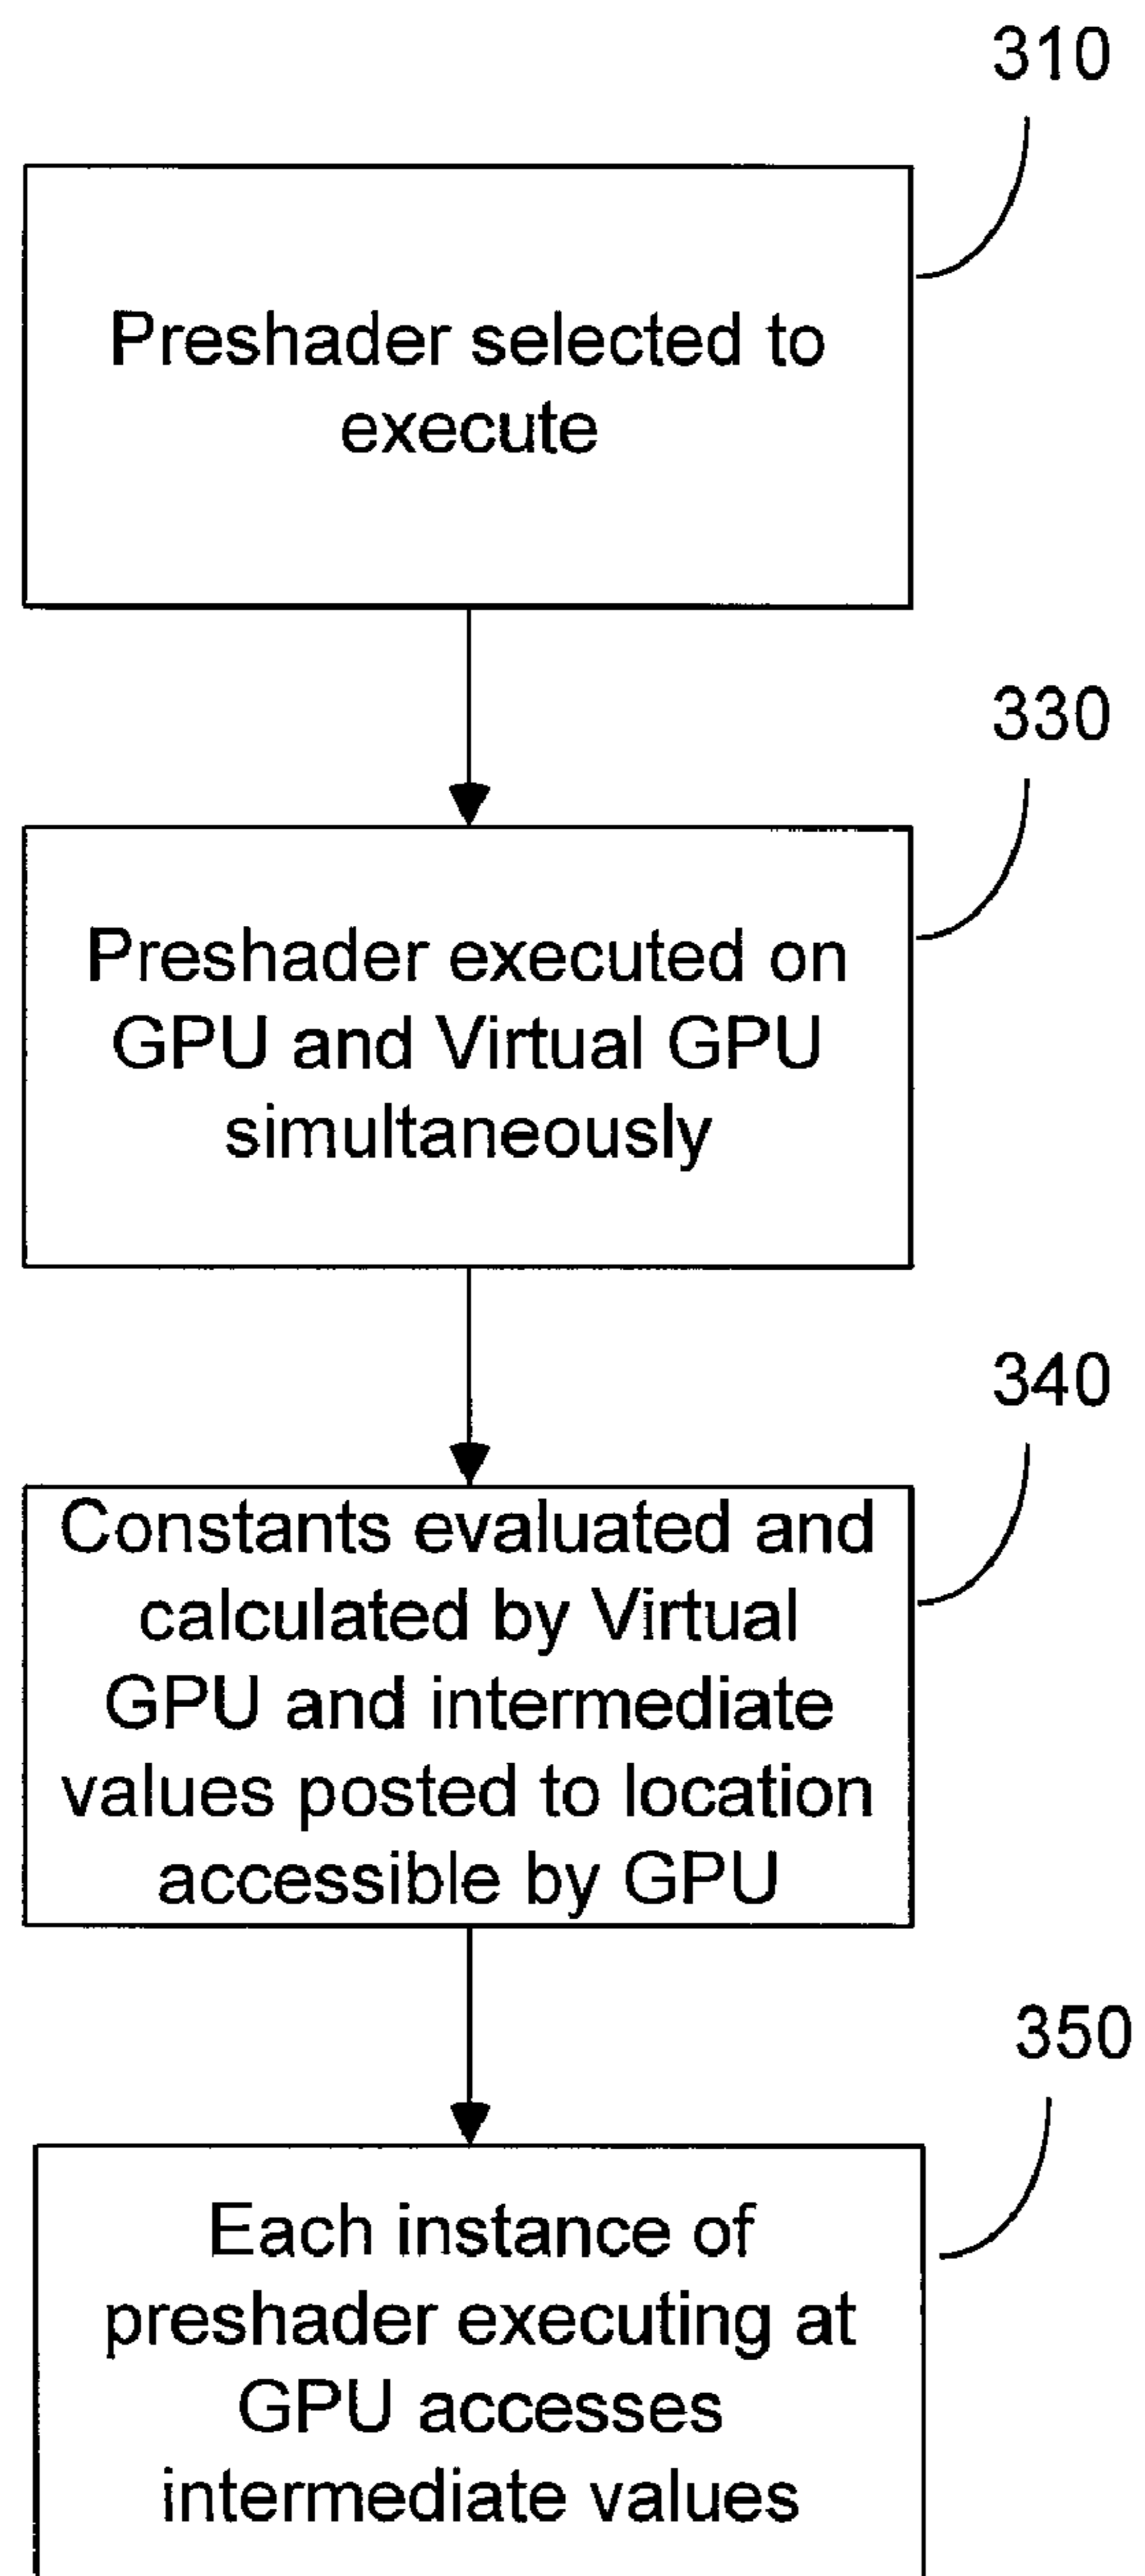 310
Preshader selected to
execute
330
Preshader executed on
GPU and Virtual GPU
simultaneously
340
Constants evaluated and
calculated by Virtual
GPU and intermediate
values posted to location
accessible by GPU
350
Each instance of
preshader executing at
GPU accesses
intermediate values